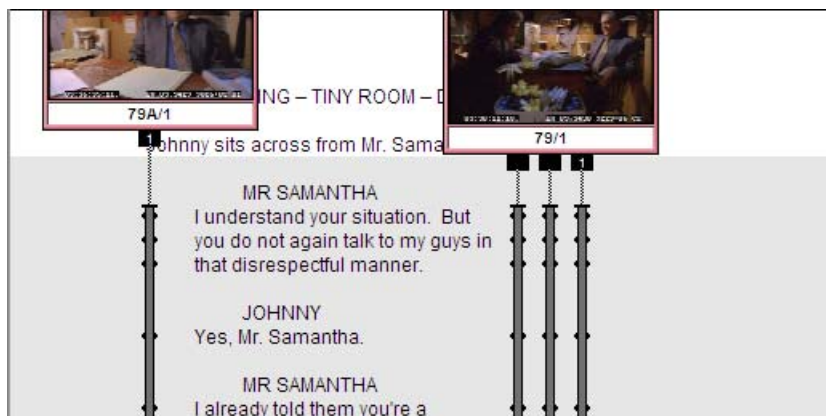 79A/1
79/1
1
1
ING – TINY ROOM –
Johnny sits across from Mr. Sama
MR SAMANTHA
I understand your situation.  But
you do not again talk to my guys in
that disrespectful manner.
JOHNNY
Yes, Mr. Samantha.
MR SAMANTHA
I already told them you're a